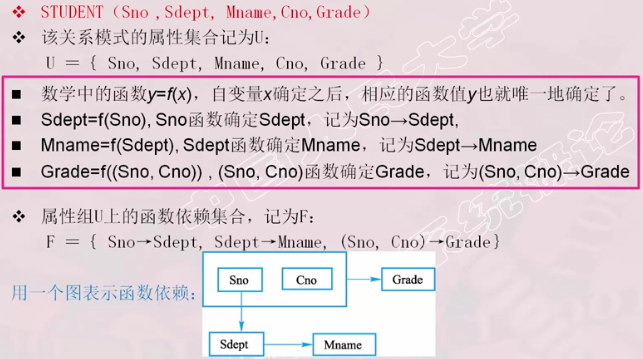 ❖ STUDENT（Sno ,Sdept, Mname,Cno,Grade）
❖ 该关系模式的属性集合记为U:
U ＝ { Sno, Sdept, Mname, Cno, Grade }
■ 数学中的函数y=f(x)，自变量x确定之后，相应的函数值y也就唯一地确定了。
■ Sdept=f(Sno), Sno函数确定Sdept，记为Sno→Sdept,
■ Mname=f(Sdept), Sdept函数确定Mname，记为Sdept→Mname
■ Grade=f((Sno, Cno)) , (Sno, Cno)函数确定Grade，记为(Sno, Cno)→Grade
❖ 属性组U上的函数依赖集合，记为F:
F ＝ { Sno→Sdept, Sdept→Mname, (Sno, Cno)→Grade}
用一个图表示函数依赖:
Sno
Cno
Grade
Sdept
Mname